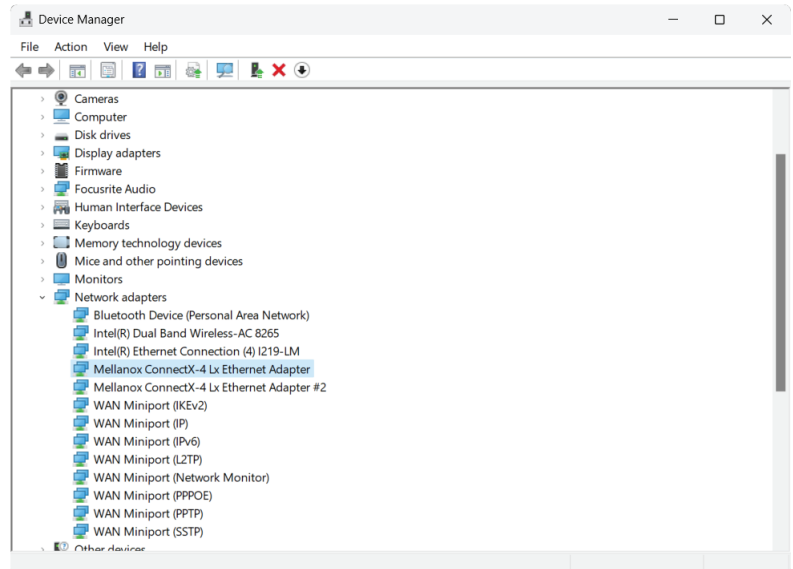 Device Manager
File Action View Help
Cameras
Computer
Disk drives
Display adapters
Firmware
Focusrite Audio
Human Interface Devices
Keyboards
Memory technology devices
Mice and other pointing devices
Monitors
Network adapters
Bluetooth Device (Personal Area Network)
Intel(R) Dual Band Wireless-AC 8265
Intel(R) Ethernet Connection (4) I219-LM
Mellanox ConnectX-4 Lx Ethernet Adapter
Mellanox ConnectX-4 Lx Ethernet Adapter #2
WAN Miniport (IKEv2)
WAN Miniport (IP)
WAN Miniport (IPv6)
WAN Miniport (L2TP)
WAN Miniport (Network Monitor)
WAN Miniport (PPPOE)
WAN Miniport (PPTP)
WAN Miniport (SSTP)
Other devices